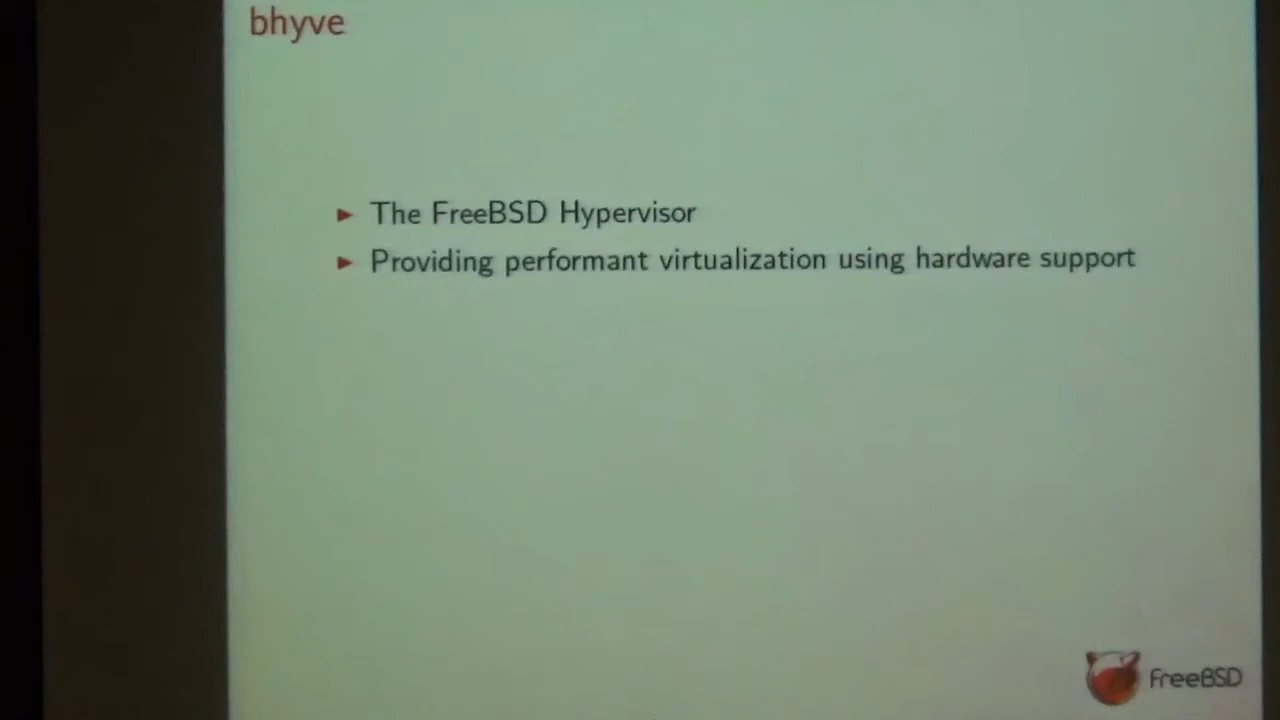 bhyve
► The FreeBSD Hypervisor
► Providing performant virtualization using hardware support
FreeBSD